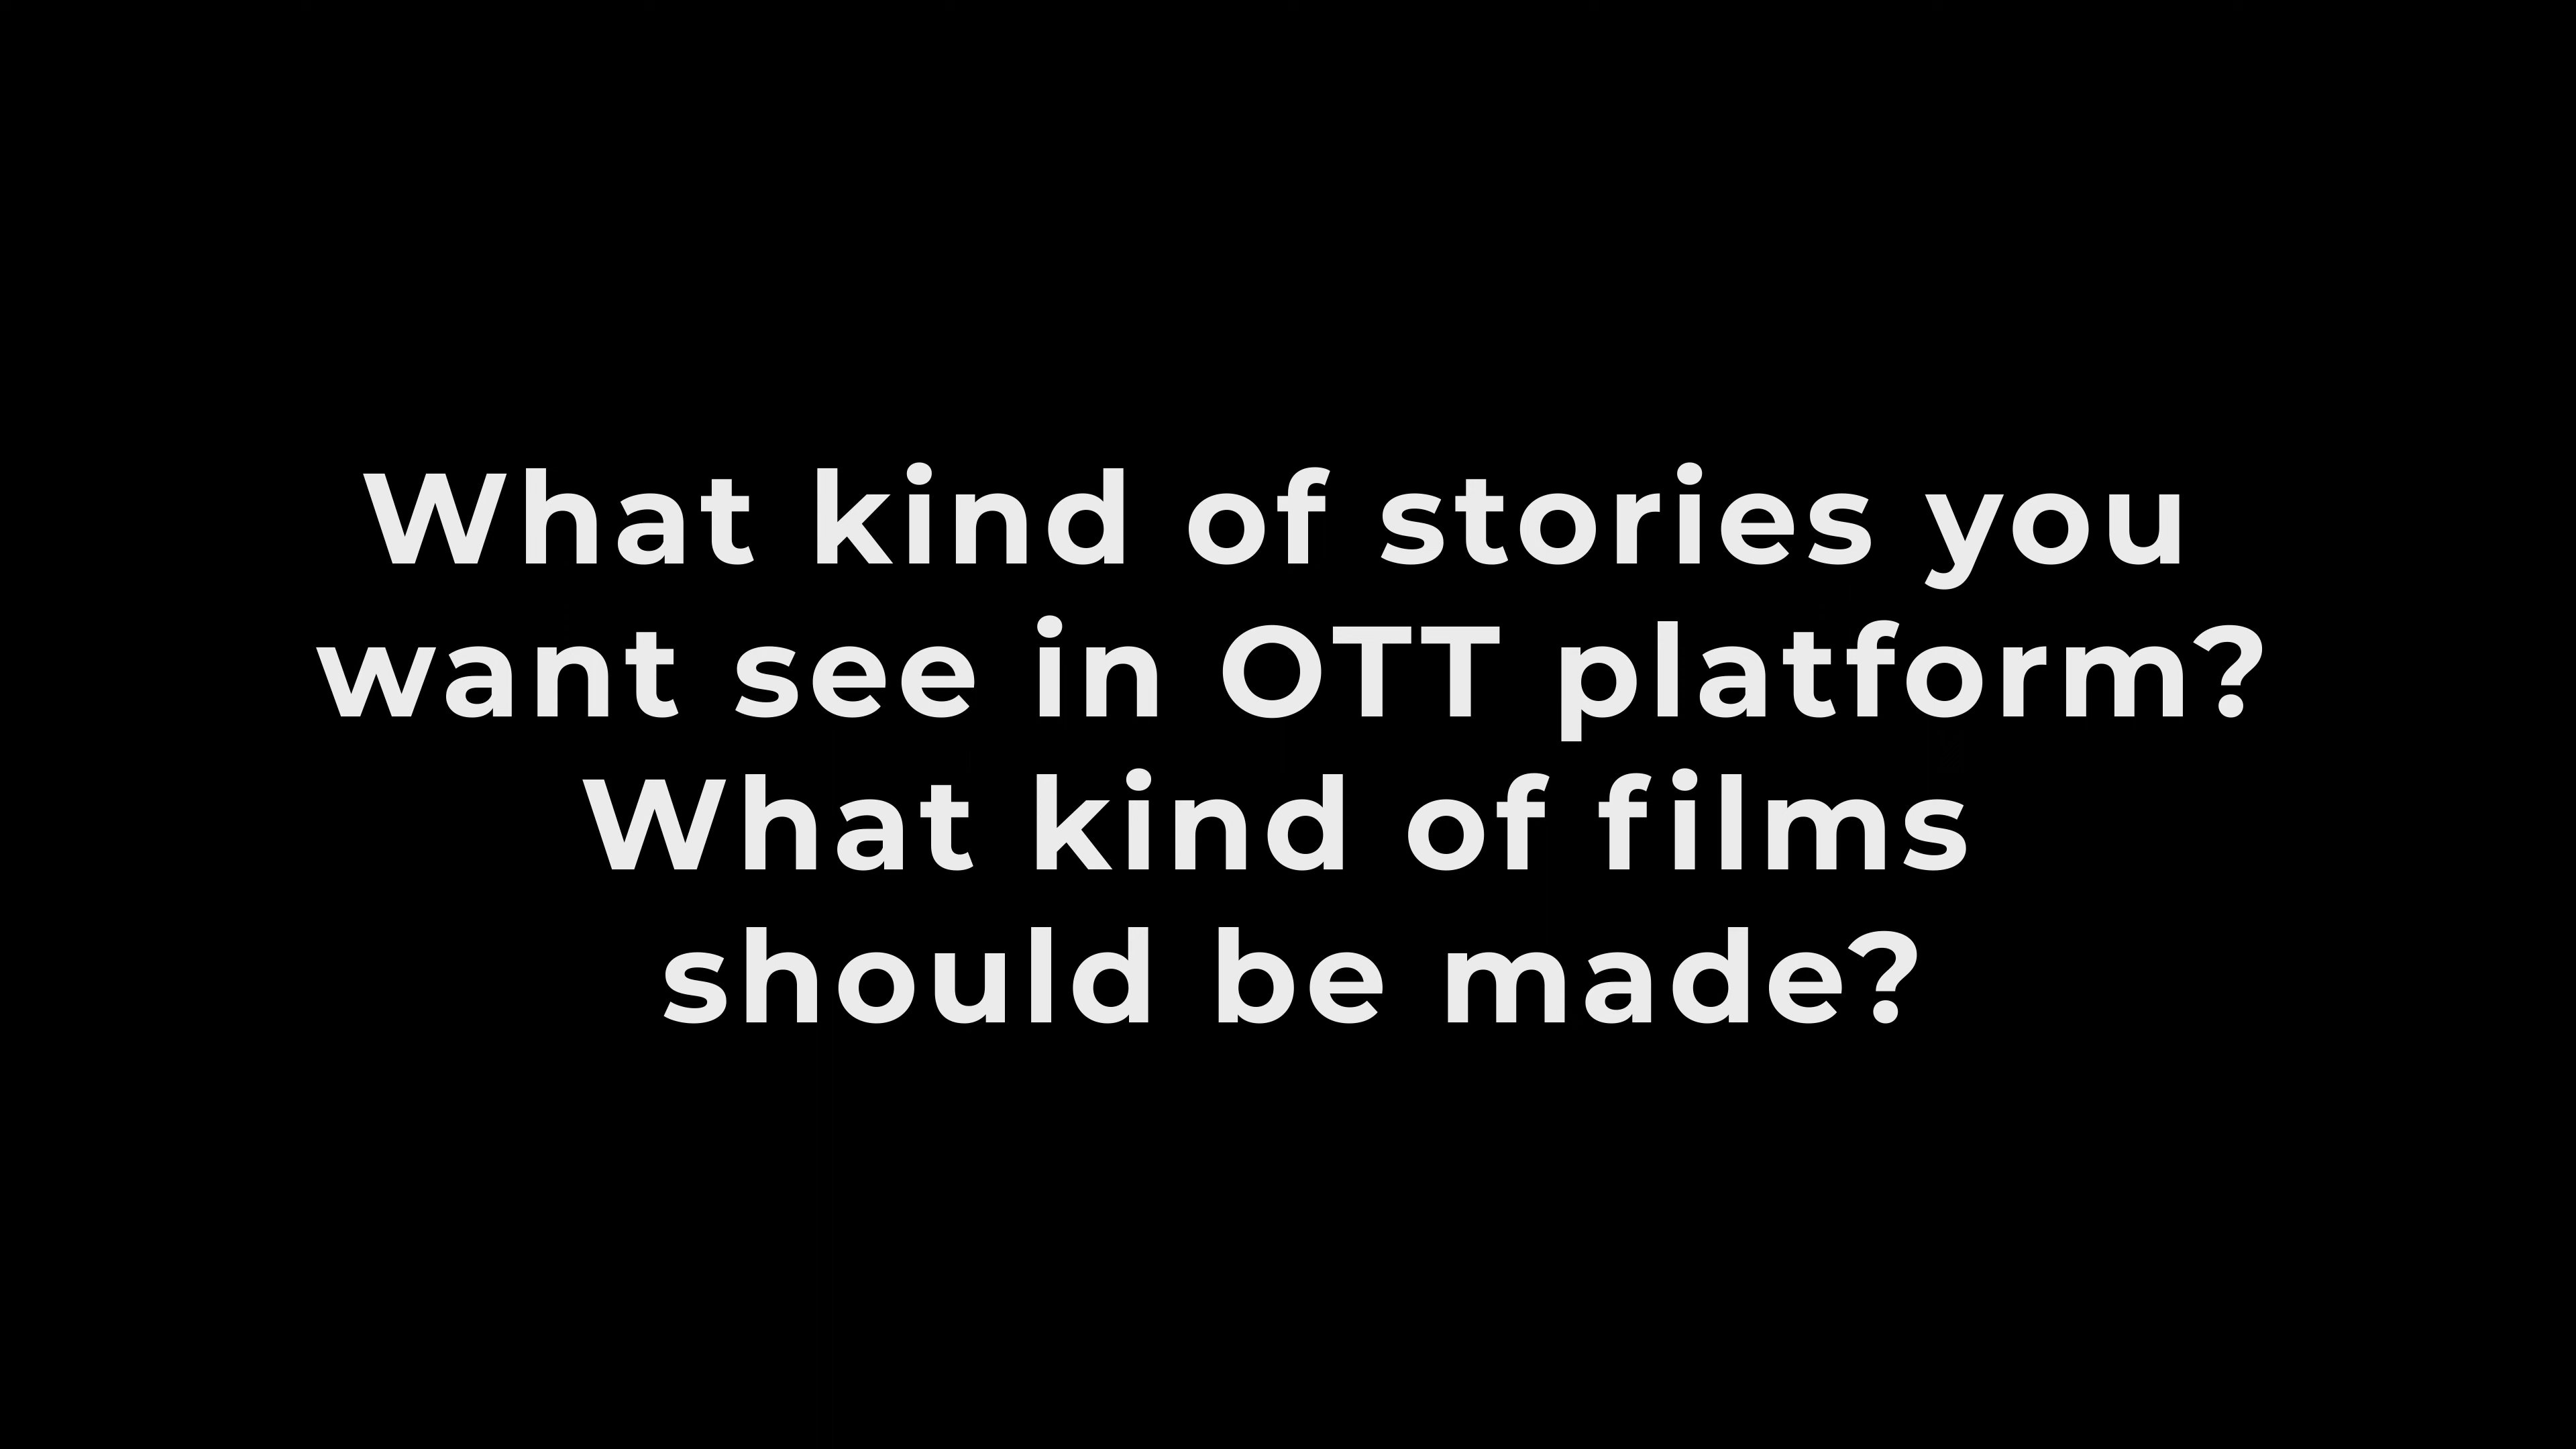 What kind of stories you
want see in OTT platform?
What kind of films
should be made?